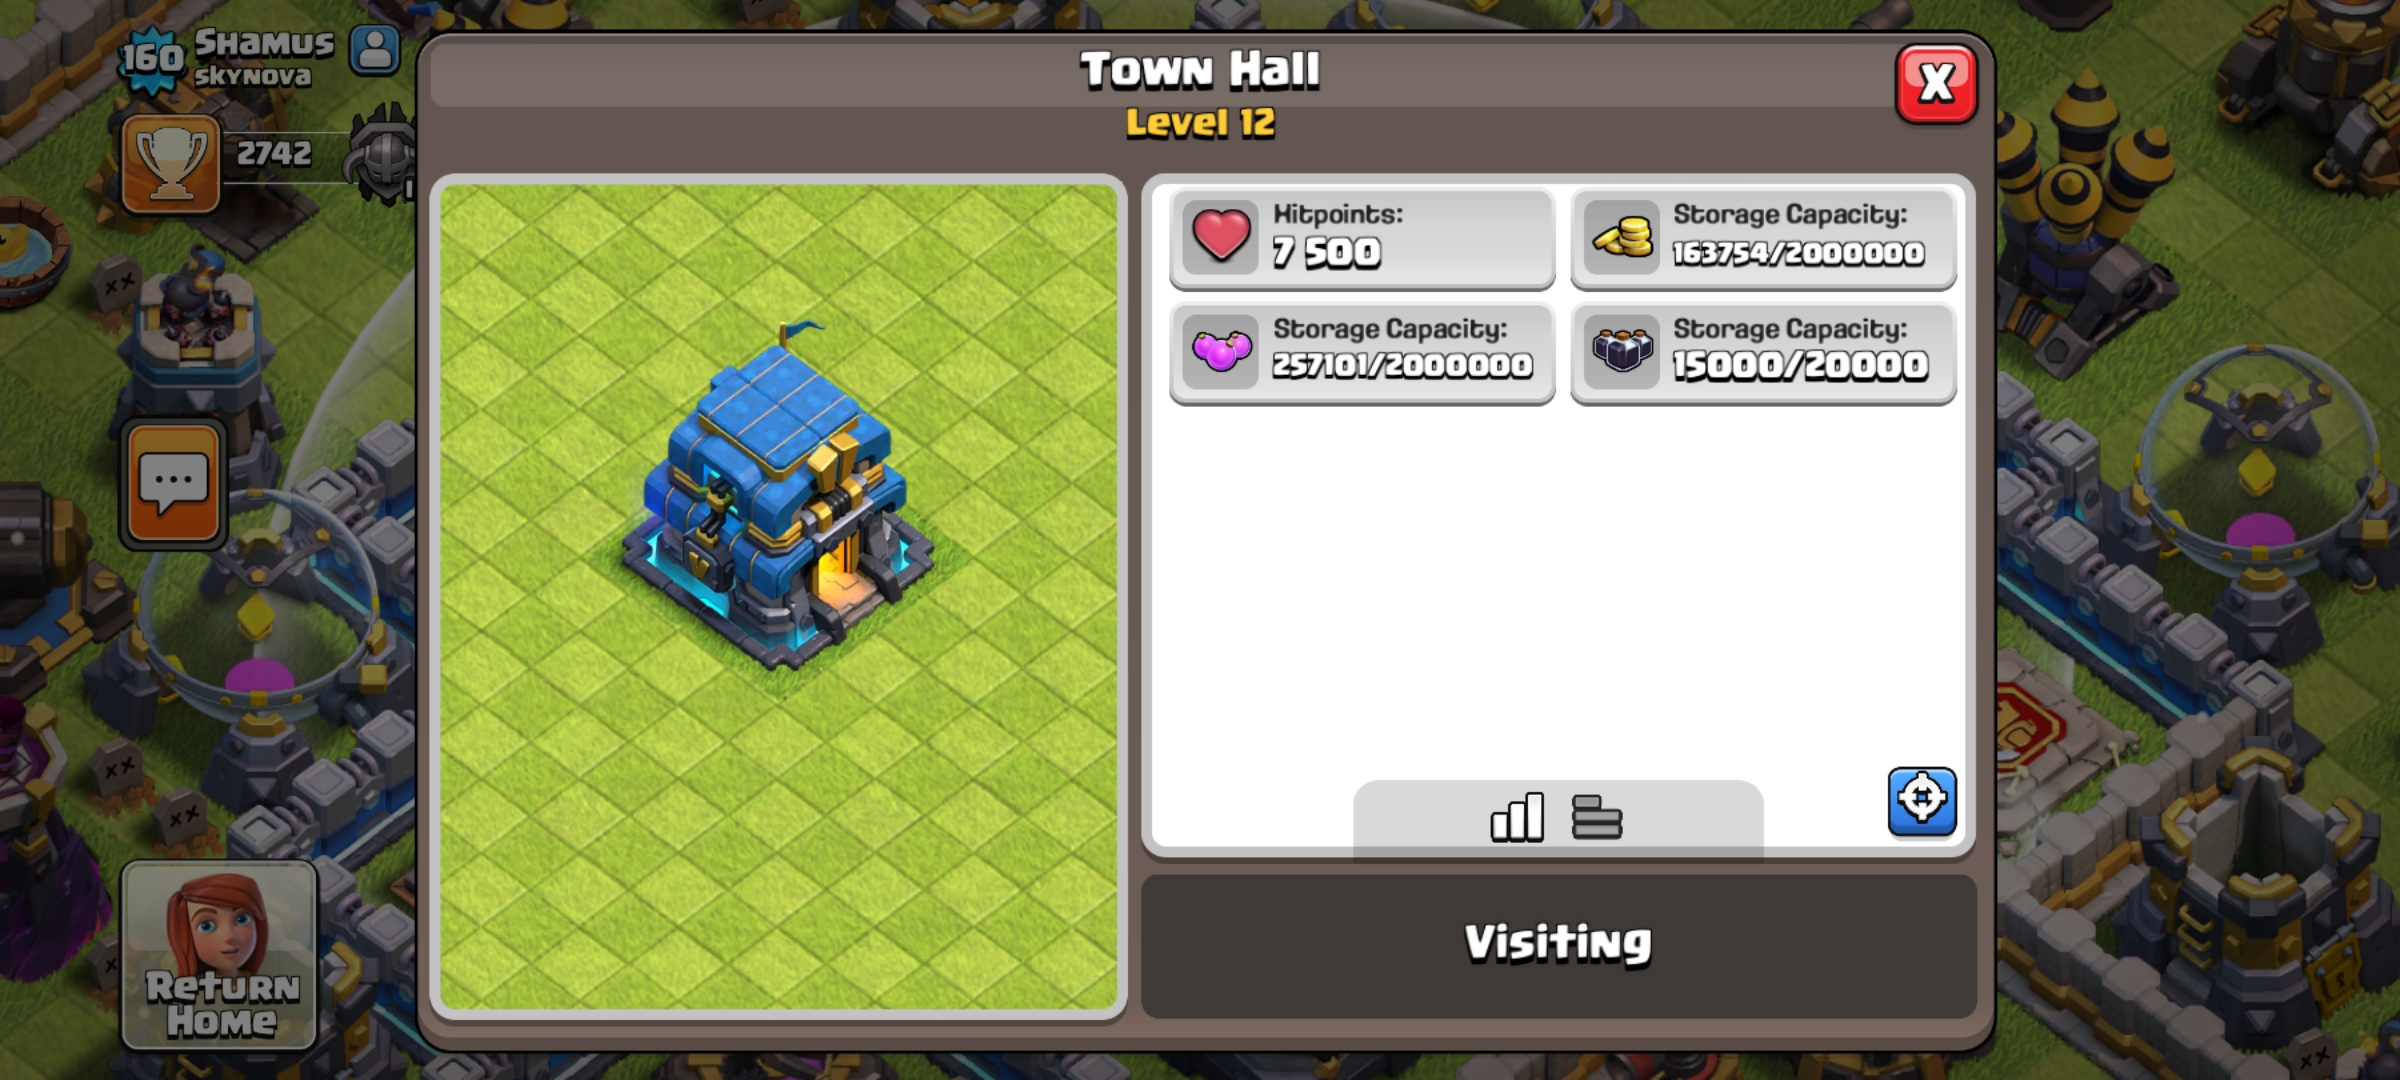 160
Shamus
skynova
2742
Town Hall
Level 12
X
Hitpoints:
7 500
Storage Capacity:
163754/2000000
Storage Capacity:
257101/2000000
Storage Capacity:
15000/20000
Visiting
Return
Home